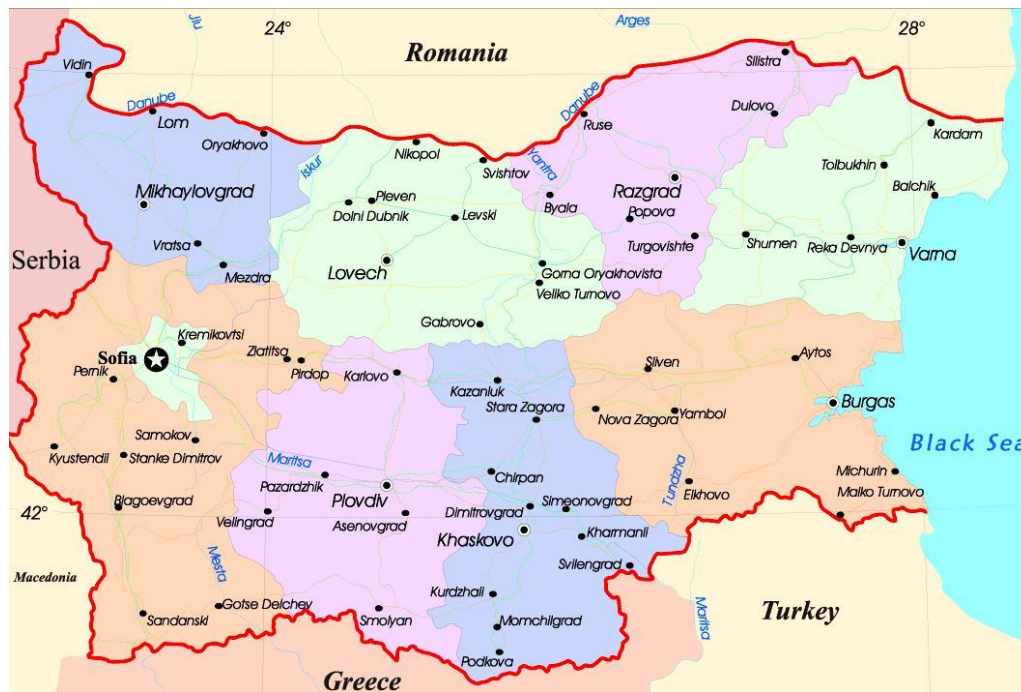 24°
28°
Jiu
Arges
Romania
Vidin
Silistra
Danube
Danube
Lom
Dulovo
Ruse
Kardam
Oryakhovo
Nikopol
Iskur
Svishtov
Yantra
Tolbukhin
Mikhaylovgrad
Pleven
Razgrad
Balchik
Dolni Dubnik
Levski
Byala
Popova
Vratsa
Turgovishte
Shumen
Reka Devnya
Varna
Serbia
Mezdra
Lovech
Gorna Oryakhovista
Veliko Turnovo
Gabrovo
Kremikovtsi
Sofia
Zlatitsa
Pirdop
Sliven
Aytos
Pernik
Karlovo
Kazanluk
Stara Zagora
Nova Zagora
Yambol
Burgas
Samokov
Black Sea
Kyustendil
Stanke Dimitrov
Maritsa
Pazardzhik
Chirpan
Tundzha
Michurin
Plovdiv
Elkhovo
Malko Turnovo
Blagoevgrad
42°
Velingrad
Asenovgrad
Dimitrovgrad
Simeonovgrad
Khaskovo
Kharmanli
Mesta
Svilengrad
Macedonia
Kurdzhali
Gotse Delchev
Sandanski
Smolyan
Momchilgrad
Maritsa
Turkey
Podkova
Greece